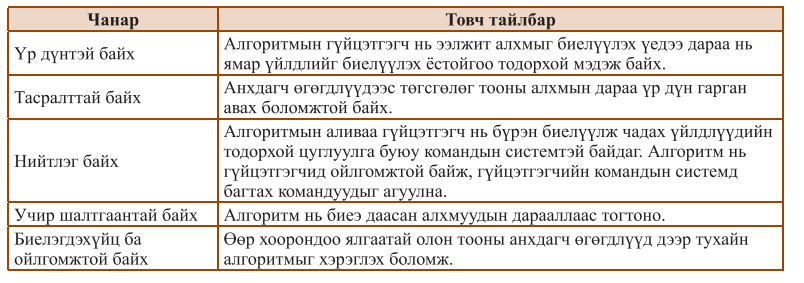 Чанар
Товч тайлбар
Үр дүнтэй байх
Алгоритмын гүйцэтгэгч нь ээлжит алхмыг биелүүлэх үедээ дараа нь
ямар үйлдлийг биелүүлэх ёстойгоо тодорхой мэдэж байх.
Тасралттай байх
Анхдагч өгөгдлүүдээс төгсгөлөг тооны алхмын дараа үр дүн гарган
авах боломжтой байх.
Нийтлэг байх
Алгоритмын аливаа гүйцэтгэгч нь бүрэн биелүүлж чадах үйлдлүүдийн
тодорхой цуглуулга буюу командын системтэй байдаг. Алгоритм нь
гүйцэтгэгчид ойлгомжтой байж, гүйцэтгэгчийн командын системд
багтах командуудыг агуулна.
Учир шалтгаантай байх
Алгоритм нь биеэ даасан алхмуудын дарааллаас тогтоно.
Биелэгдэхүйц ба
ойлгомжтой байх
Өөр хоорондоо ялгаатай олон тооны анхдагч өгөгдлүүд дээр тухайн
алгоритмыг хэрэглэх боломж.